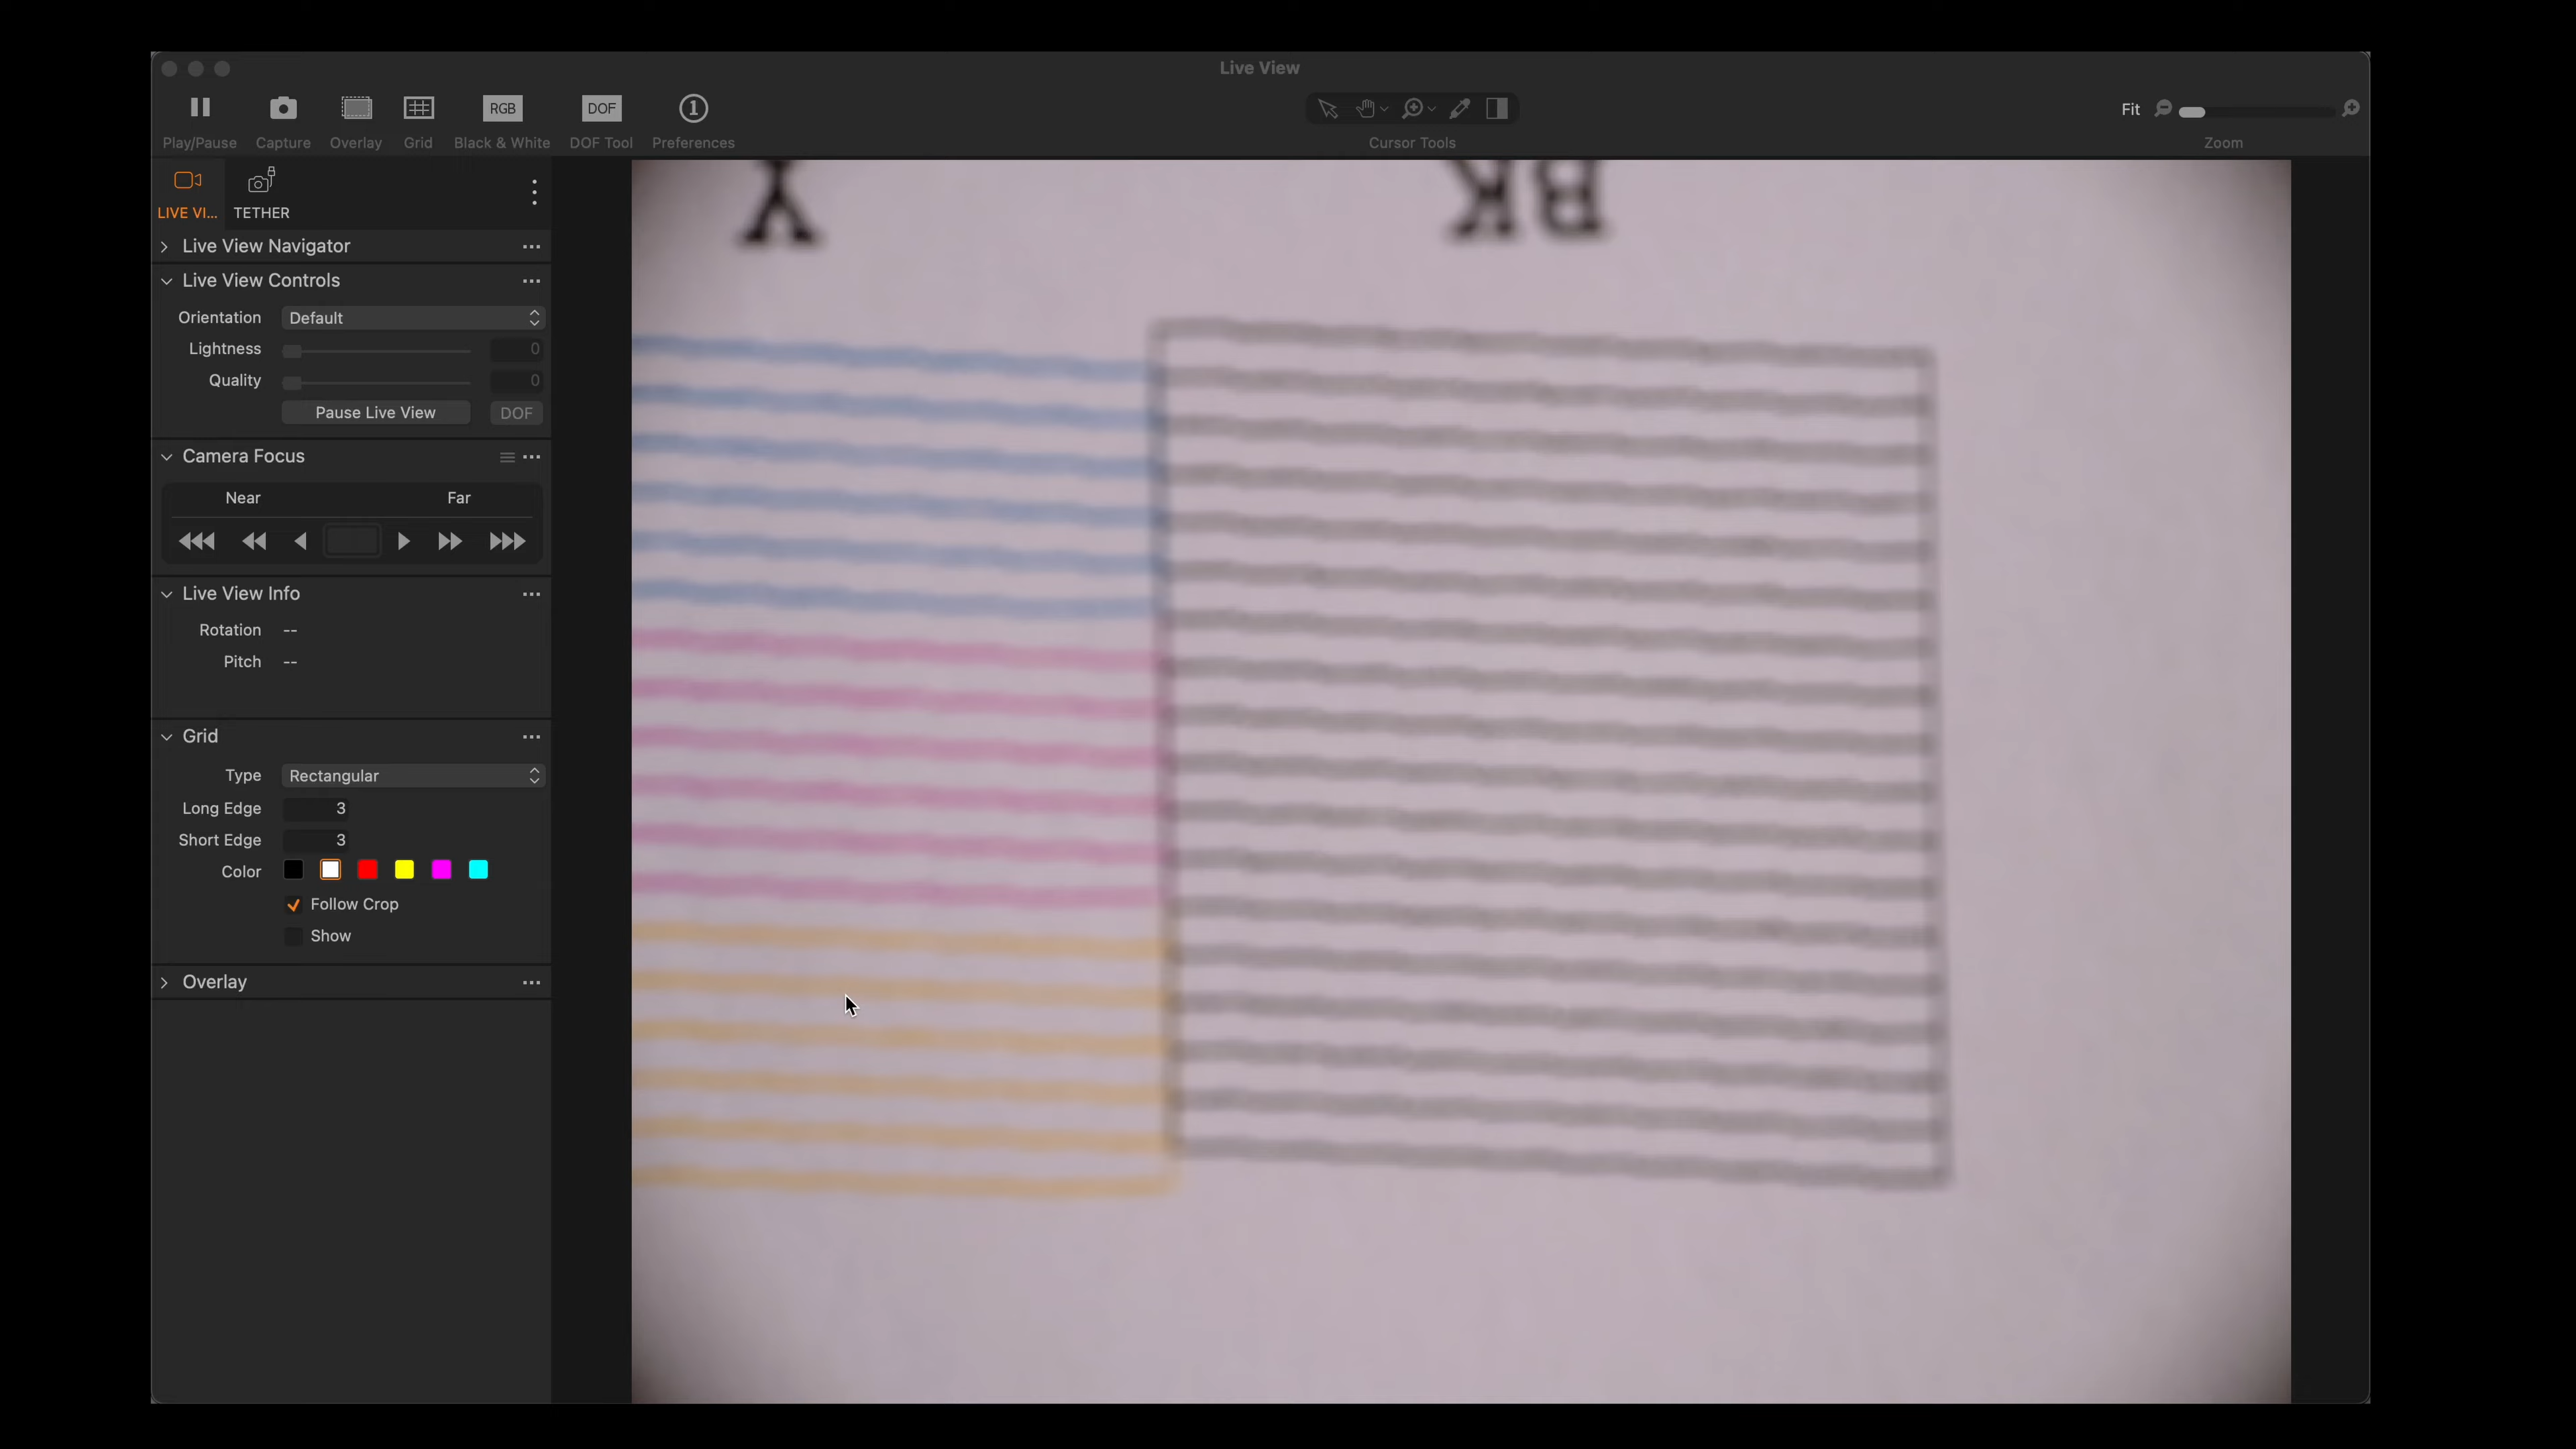 Live View
RGB DOF 1 Fit
Play/Pause Capture Overlay Grid Black & White DOF Tool Preferences Cursor Tools Zoom
LIVE VI... TETHER
Live View Navigator
Live View Controls
Orientation Default
Lightness 0
Quality 0
Pause Live View DOF
Camera Focus
Near Far
Live View Info
Rotation --
Pitch --
Grid
Type Rectangular
Long Edge 3
Short Edge 3
Color
Follow Crop
Show
Overlay
Y BK